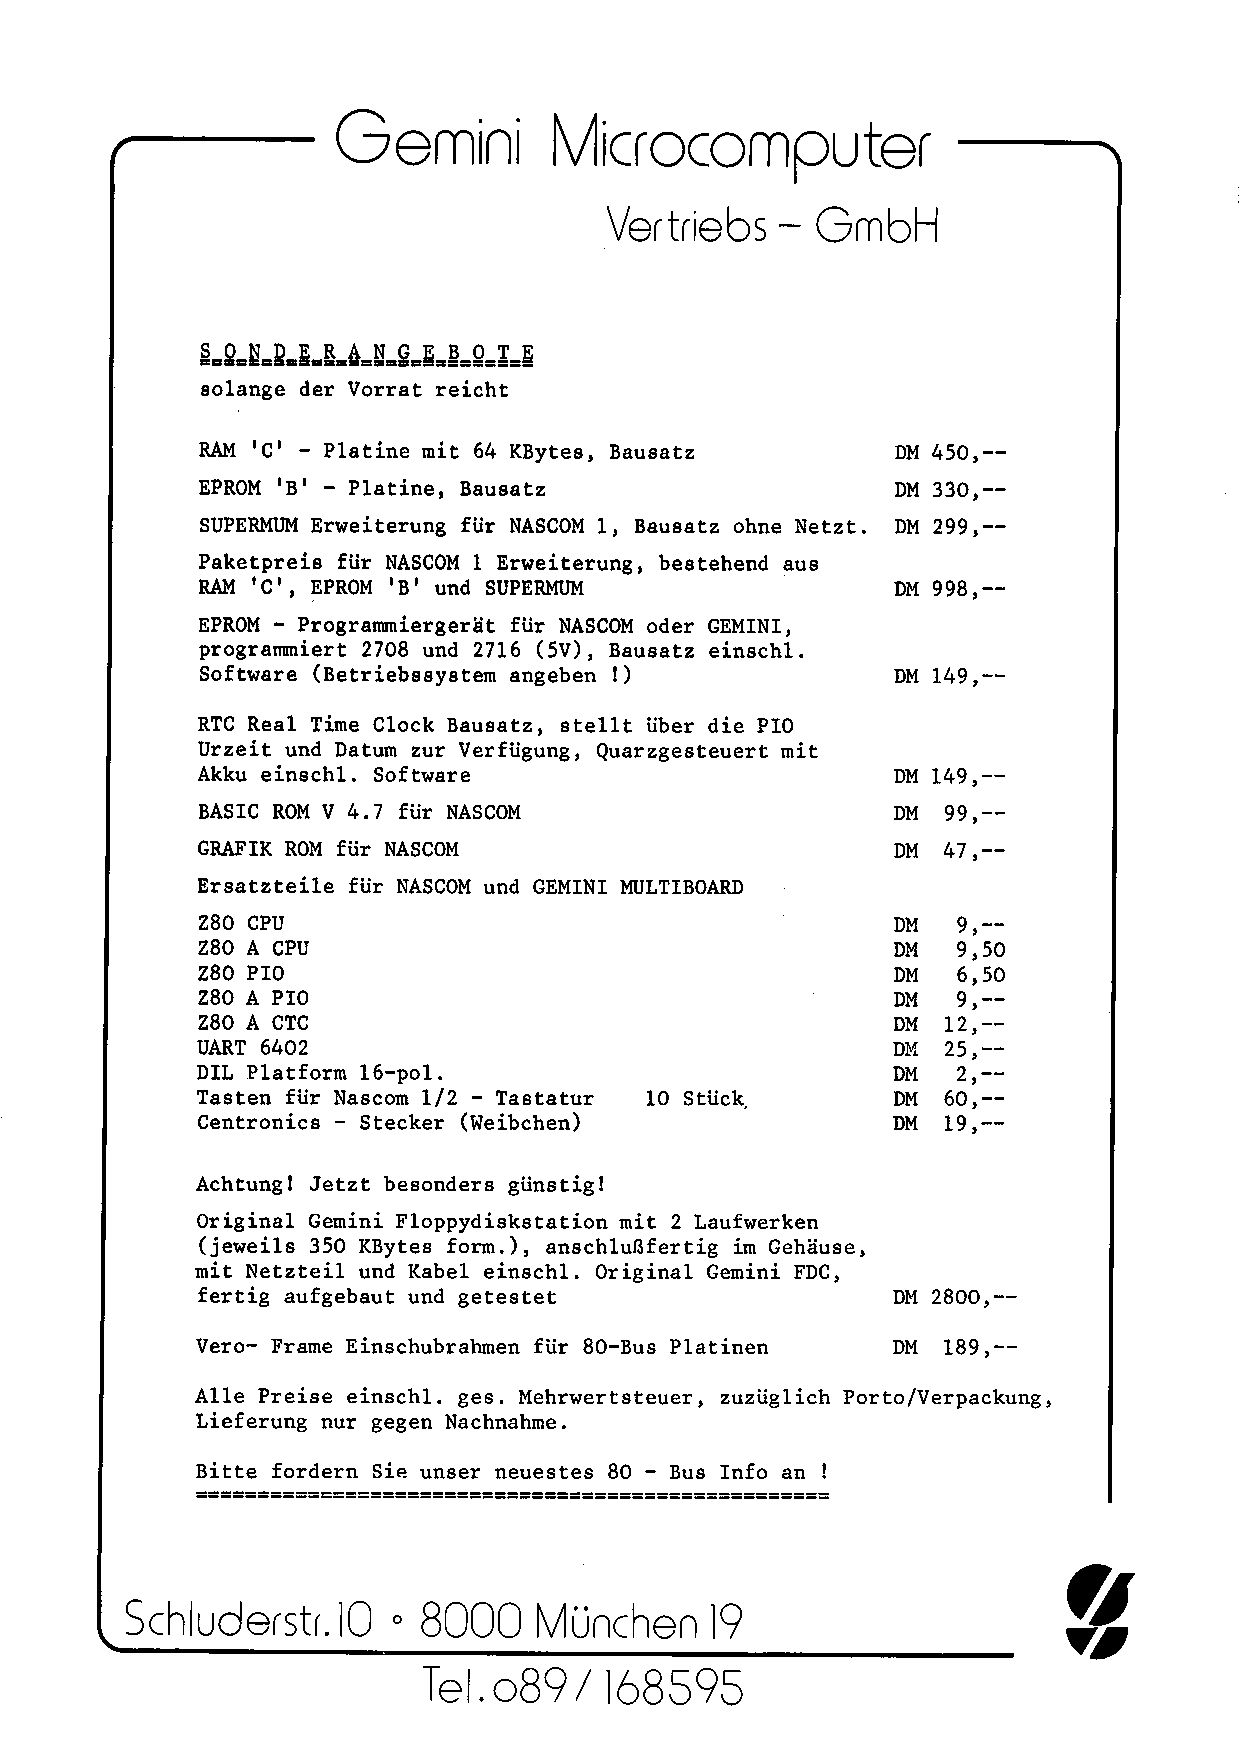 Gemini Microcomputer
Vertriebs - GmbH
S O N D E R A N G E B O T E
solange der Vorrat reicht
RAM 'C' - Platine mit 64 KBytes, Bausatz DM 450,--
EPROM 'B' - Platine, Bausatz DM 330,--
SUPERMUM Erweiterung für NASCOM 1, Bausatz ohne Netzt. DM 299,--
Paketpreis für NASCOM 1 Erweiterung, bestehend aus
RAM 'C', EPROM 'B' und SUPERMUM DM 998,--
EPROM - Programmiergerät für NASCOM oder GEMINI,
programmiert 2708 und 2716 (5V), Bausatz einschl.
Software (Betriebssystem angeben !) DM 149,--
RTC Real Time Clock Bausatz, stellt über die PIO
Urzeit und Datum zur Verfügung, Quarzgesteuert mit
Akku einschl. Software DM 149,--
BASIC ROM V 4.7 für NASCOM DM 99,--
GRAFIK ROM für NASCOM DM 47,--
Ersatzteile für NASCOM und GEMINI MULTIBOARD
Z80 CPU DM 9,--
Z80 A CPU DM 9,50
Z80 PIO DM 6,50
Z80 A PIO DM 9,--
Z80 A CTC DM 12,--
UART 6402 DM 25,--
DIL Platform 16-pol. DM 2,--
Tasten für Nascom 1/2 - Tastatur 10 Stück DM 60,--
Centronics - Stecker (Weibchen) DM 19,--
Achtung! Jetzt besonders günstig!
Original Gemini Floppydiskstation mit 2 Laufwerken
(jeweils 350 KBytes form.), anschlußfertig im Gehäuse,
mit Netzteil und Kabel einschl. Original Gemini FDC,
fertig aufgebaut und getestet DM 2800,--
Vero- Frame Einschubrahmen für 80-Bus Platinen DM 189,--
Alle Preise einschl. ges. Mehrwertsteuer, zuzüglich Porto/Verpackung,
Lieferung nur gegen Nachnahme.
Bitte fordern Sie unser neuestes 80 - Bus Info an !
Schluderstr.10 ° 8000 München 19
Tel.o89/168595